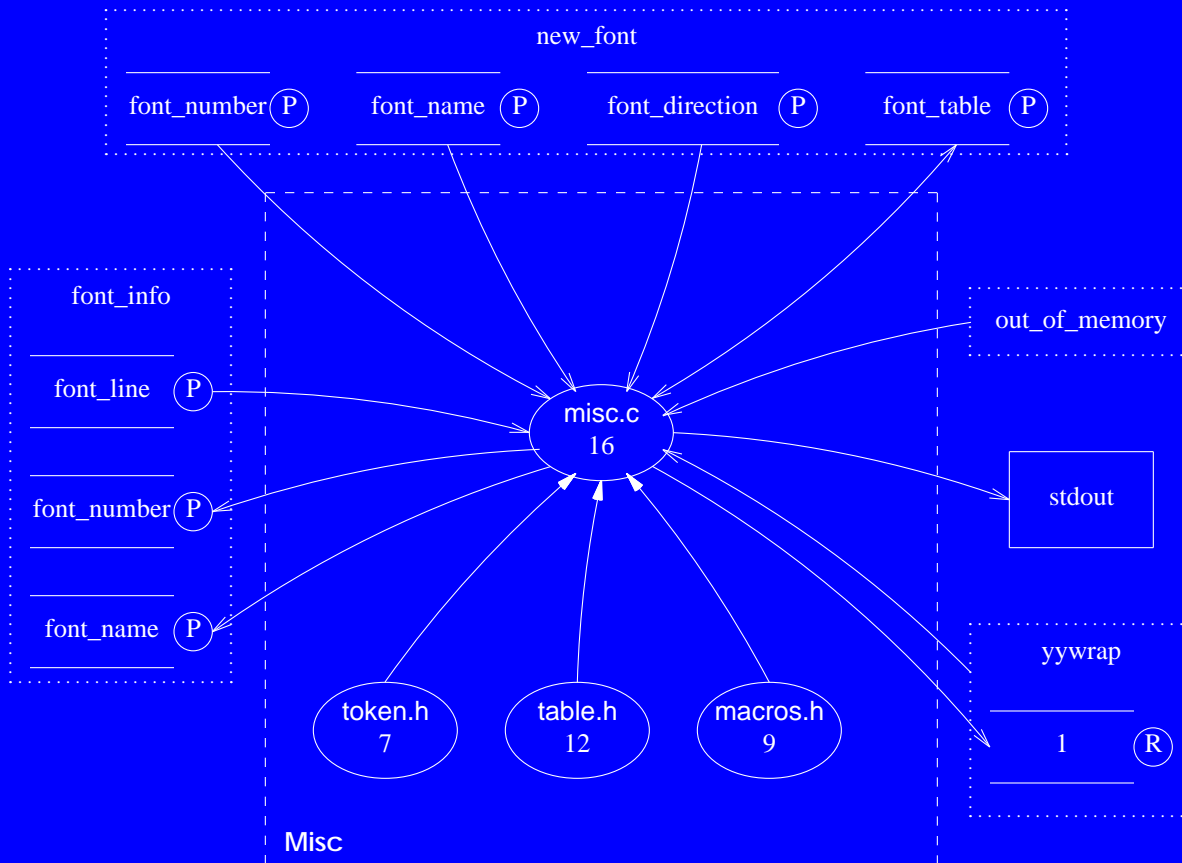 new_font
font_number P font_name P font_direction P font_table P
font_info
out_of_memory
font_line P
misc.c
16
font_number P
stdout
font_name P
yywrap
token.h table.h macros.h
7 12 9
1 R
Misc